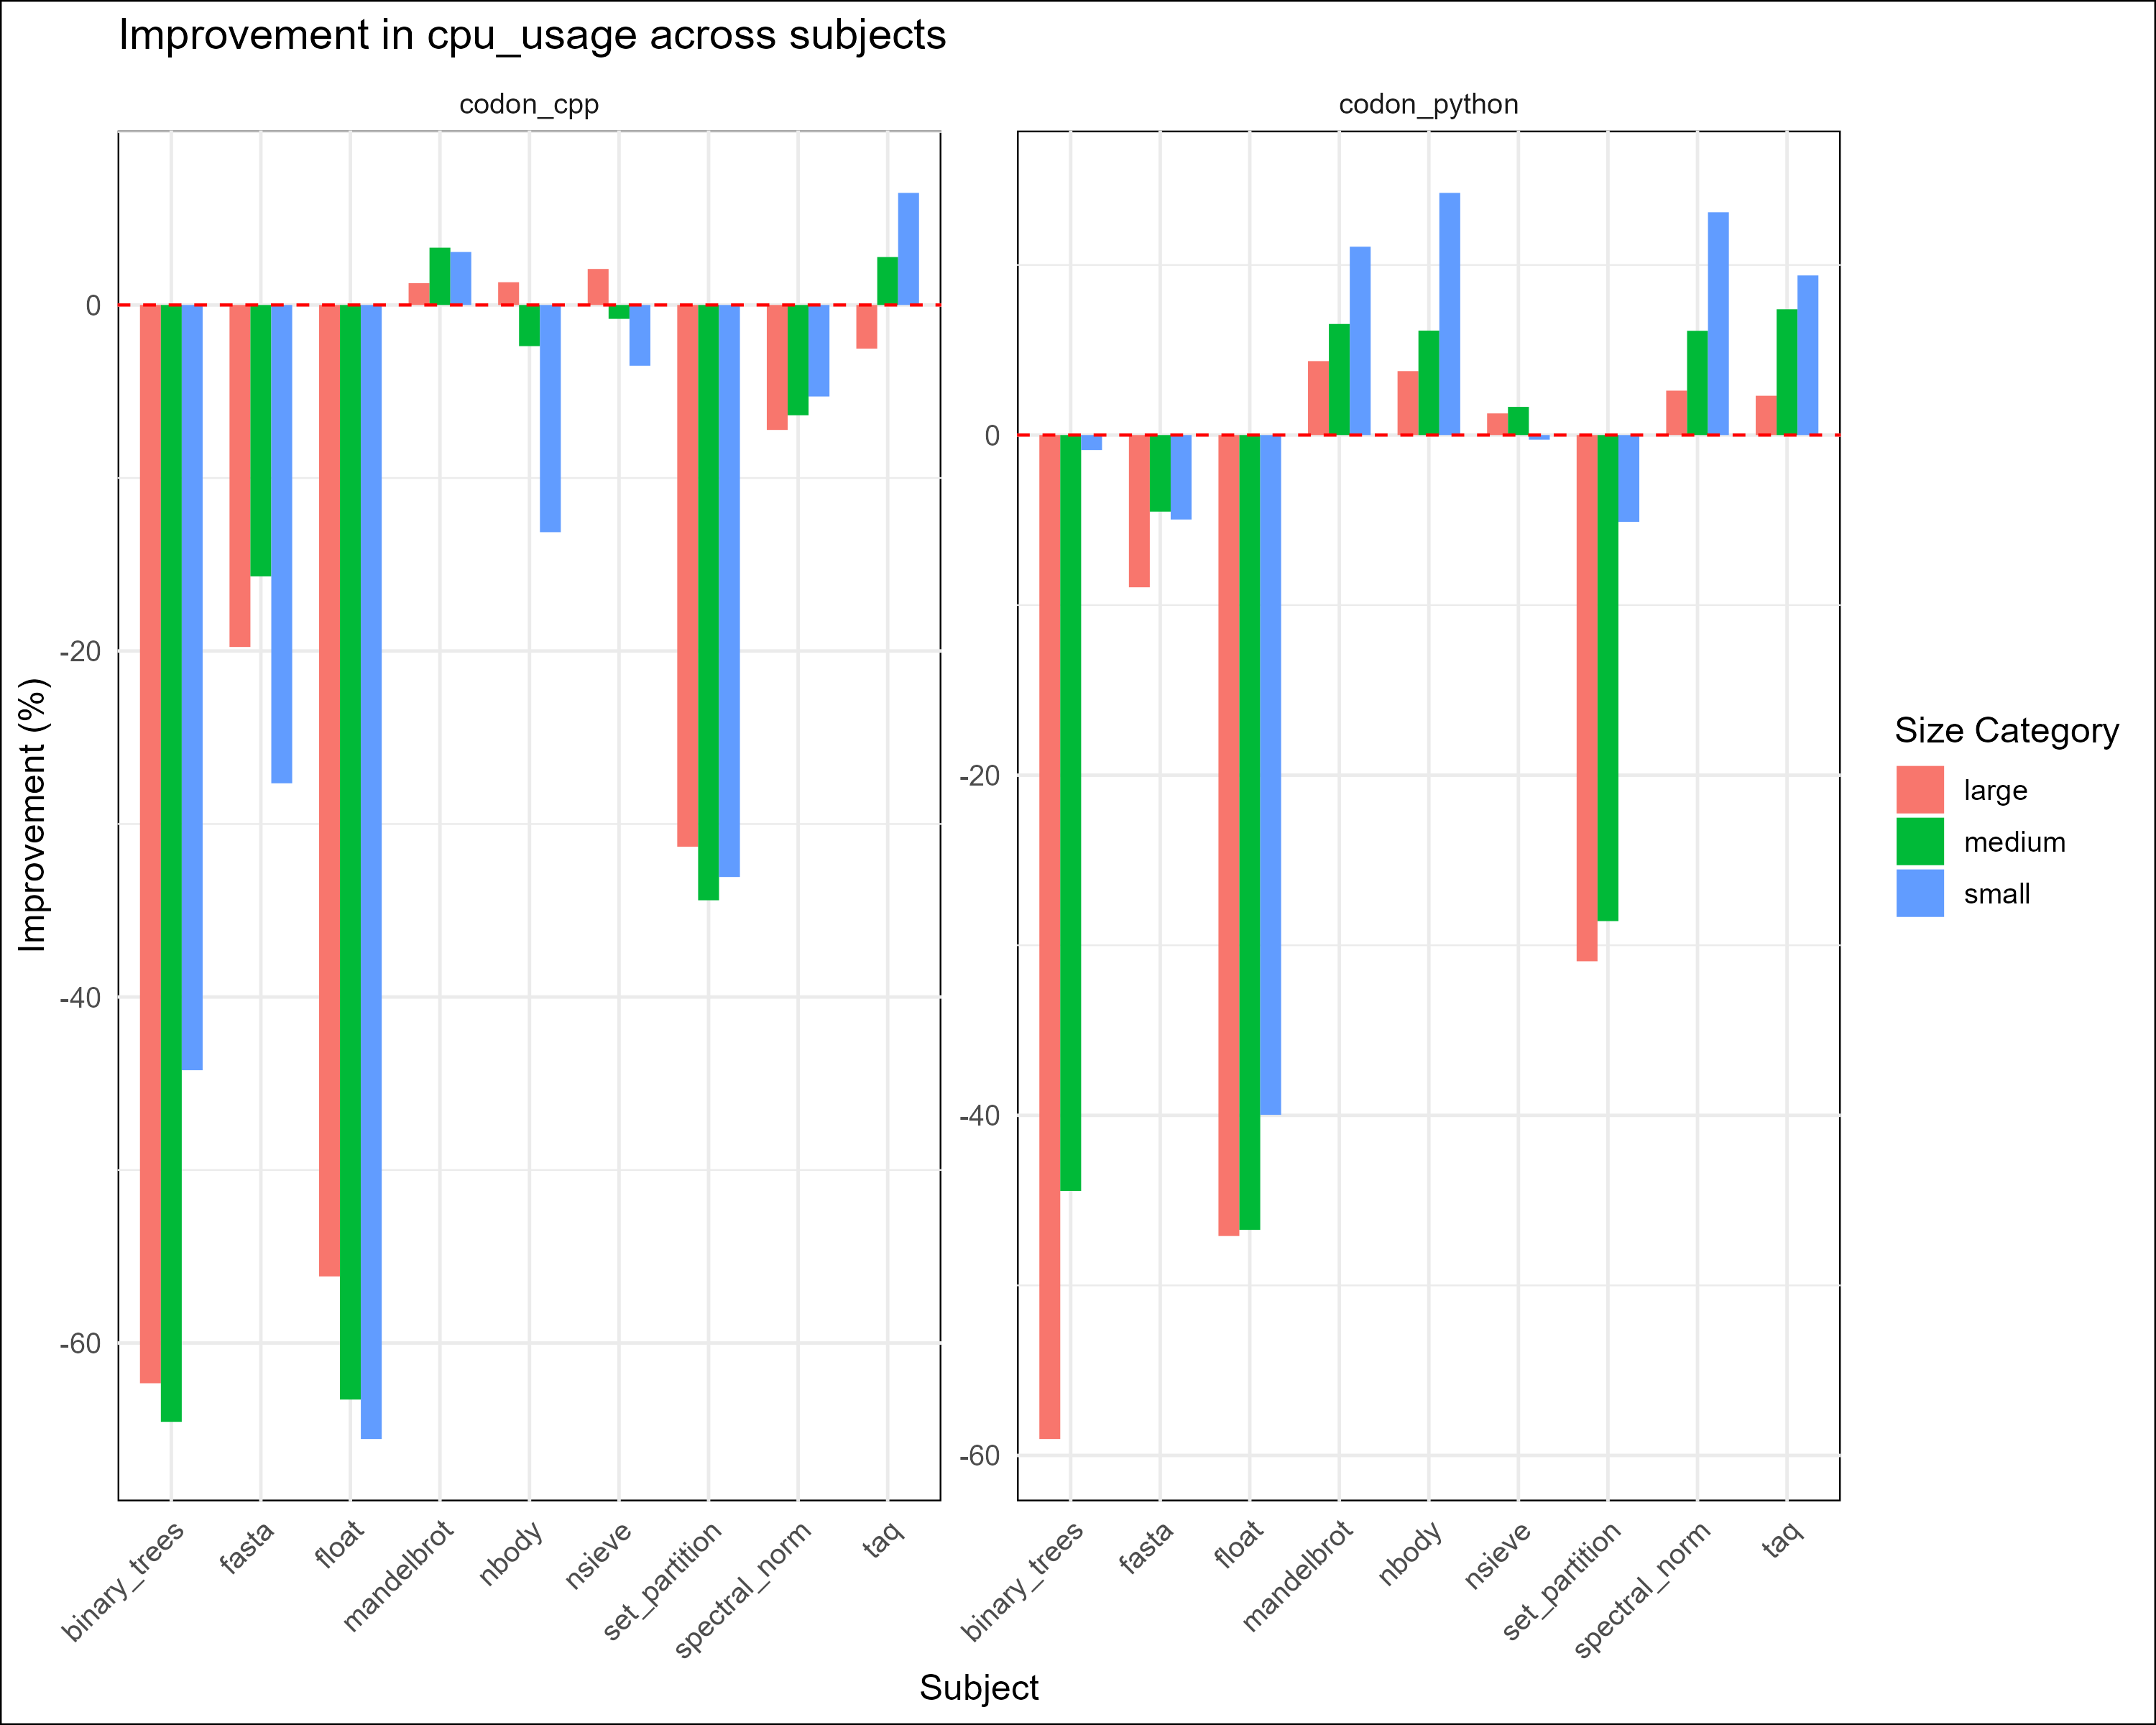 Improvement in cpu_usage across subjects
codon_cpp
codon_python
Improvement (%)
0
-20
-40
-60
0
-20
-40
-60
binary_trees
fasta
float
mandelbrot
nbody
nsieve
set_partition
spectral_norm
taq
binary_trees
fasta
float
mandelbrot
nbody
nsieve
set_partition
spectral_norm
taq
Subject
Size Category
large
medium
small